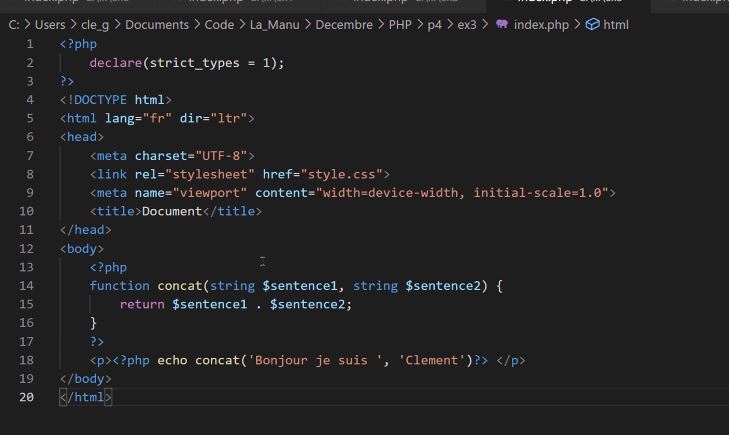 C: > Users > cle_g > Documents > Code > La_Manu > Decembre > PHP > p4 > ex3 > index.php > html
1 <?php
2 declare(strict_types = 1);
3 ?>
4 <!DOCTYPE html>
5 <html lang="fr" dir="ltr">
6 <head>
7 <meta charset="UTF-8">
8 <link rel="stylesheet" href="style.css">
9 <meta name="viewport" content="width=device-width, initial-scale=1.0">
10 <title>Document</title>
11 </head>
12 <body>
13 <?php
14 function concat(string $sentence1, string $sentence2) {
15 return $sentence1 . $sentence2;
16 }
17 ?>
18 <p><?php echo concat('Bonjour je suis ', 'Clement')?> </p>
19 </body>
20 </html>